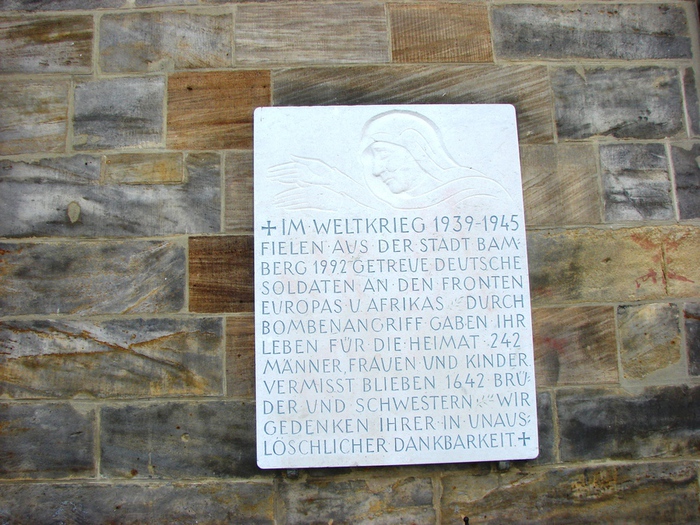 ✝IM·WELTKRIEG 1939-1945
FIELEN·AUS DER STADT BAM-
BERG 1992 GETREUE DEUTSCHE
SOLDATEN AN DEN FRONTEN
EUROPAS U. AFRIKAS DURCH
BOMBENANGRIFF GABEN IHR
LEBEN FÜR DIE HEIMAT 242
MÄNNER, FRAUEN UND KINDER
VERMISST BLIEBEN 1642 BRÜ-
DER UND SCHWESTERN WIR
GEDENKEN IHRER·IN UNAUS-
LÖSCHLICHER DANKBARKEIT.✝